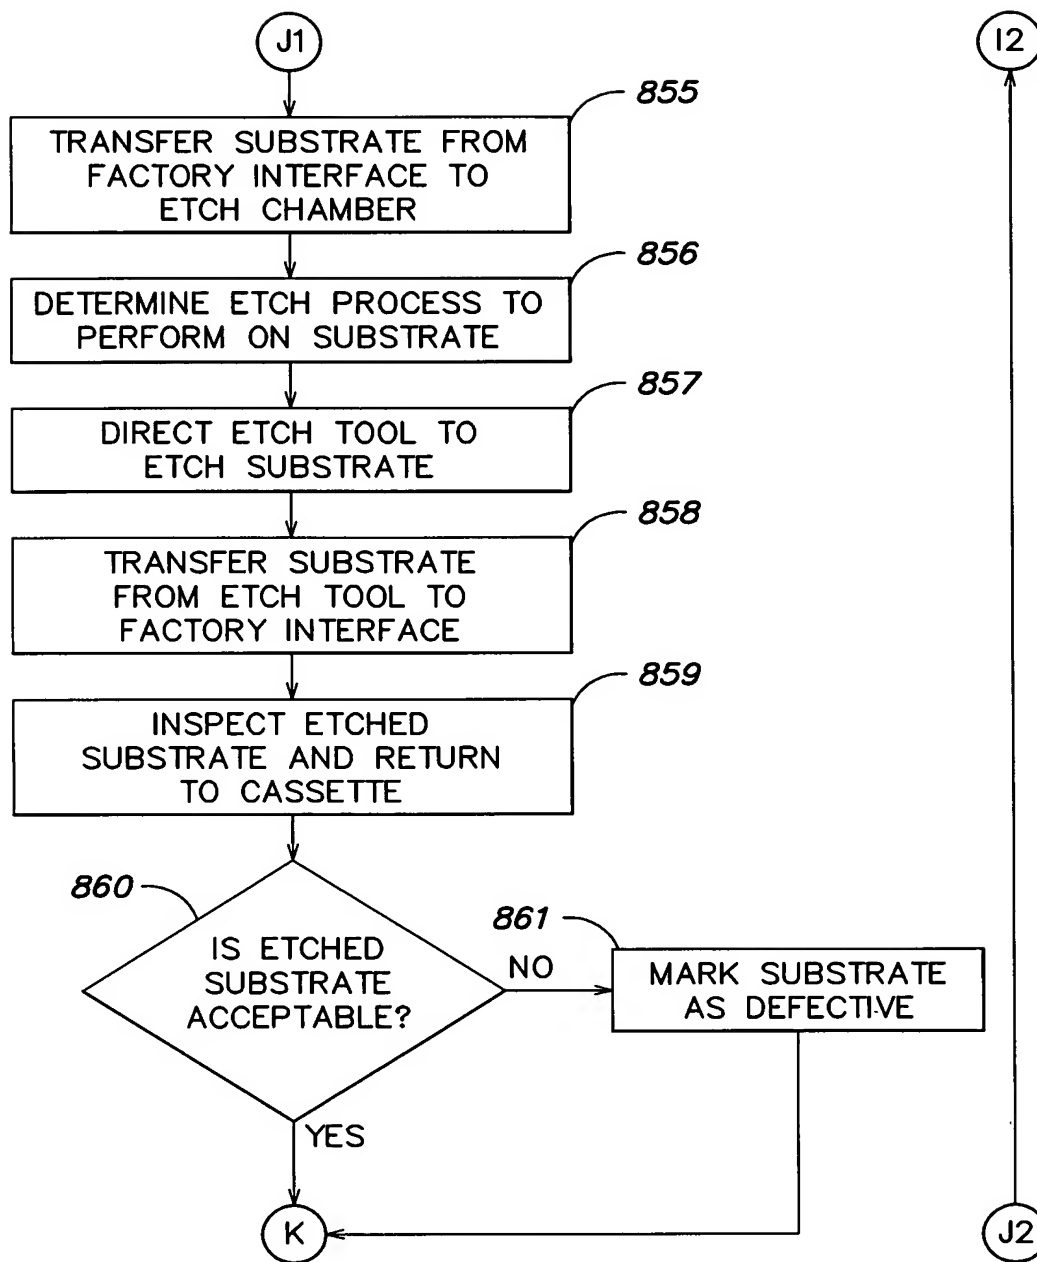 J1
I2
855
TRANSFER SUBSTRATE FROM
FACTORY INTERFACE TO
ETCH CHAMBER
856
DETERMINE ETCH PROCESS TO
PERFORM ON SUBSTRATE
857
DIRECT ETCH TOOL TO
ETCH SUBSTRATE
858
TRANSFER SUBSTRATE
FROM ETCH TOOL TO
FACTORY INTERFACE
859
INSPECT ETCHED
SUBSTRATE AND RETURN
TO CASSETTE
860
IS ETCHED
SUBSTRATE
ACCEPTABLE?
NO
861
MARK SUBSTRATE
AS DEFECTIVE
YES
K
J2